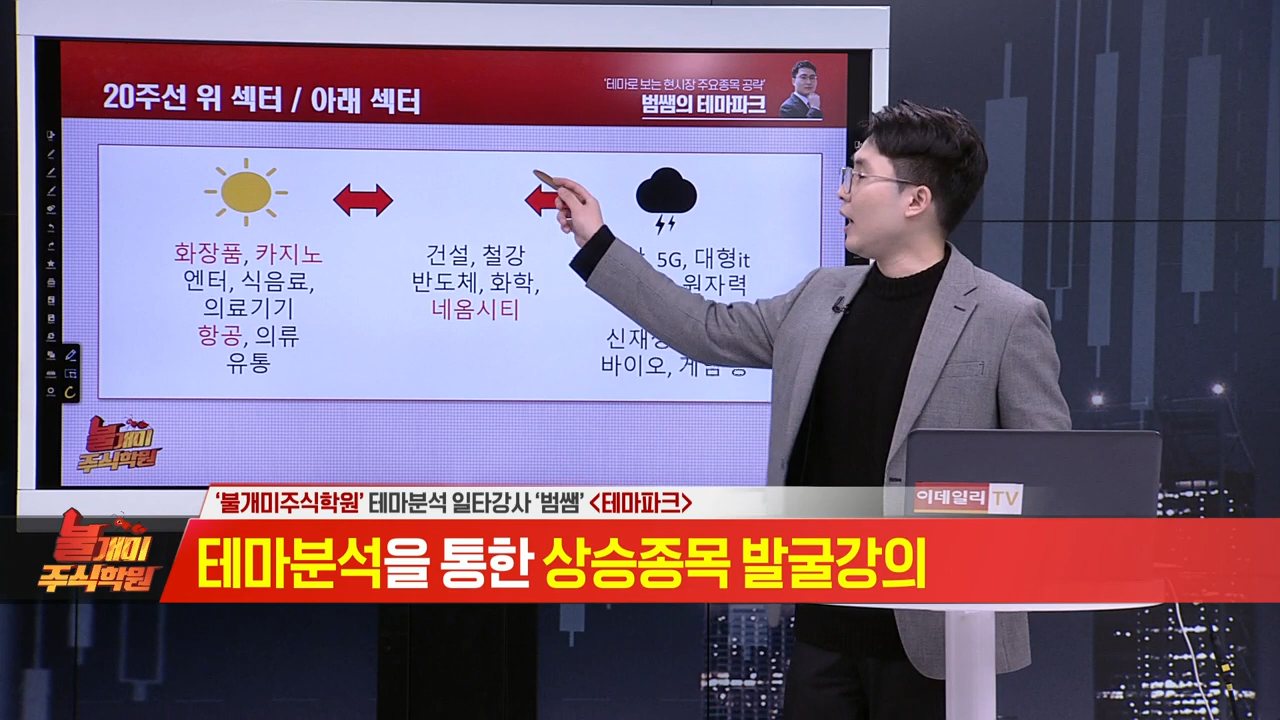 20주선 위 섹터 / 아래 섹터
'테마로 보는 현시장 주요종목 공략'
범쌤의 테마파크
화장품, 카지노
엔터, 식음료,
의료기기
항공, 의류
유통
건설, 철강
반도체, 화학,
네옴시티
5G, 대형it
원자력
바이오,
불개미
주식학원
'불개미주식학원' 테마분석 일타강사 '범쌤' <테마파크>
이데일리TV
불개미
주식학원
테마분석을 통한 상승종목 발굴강의